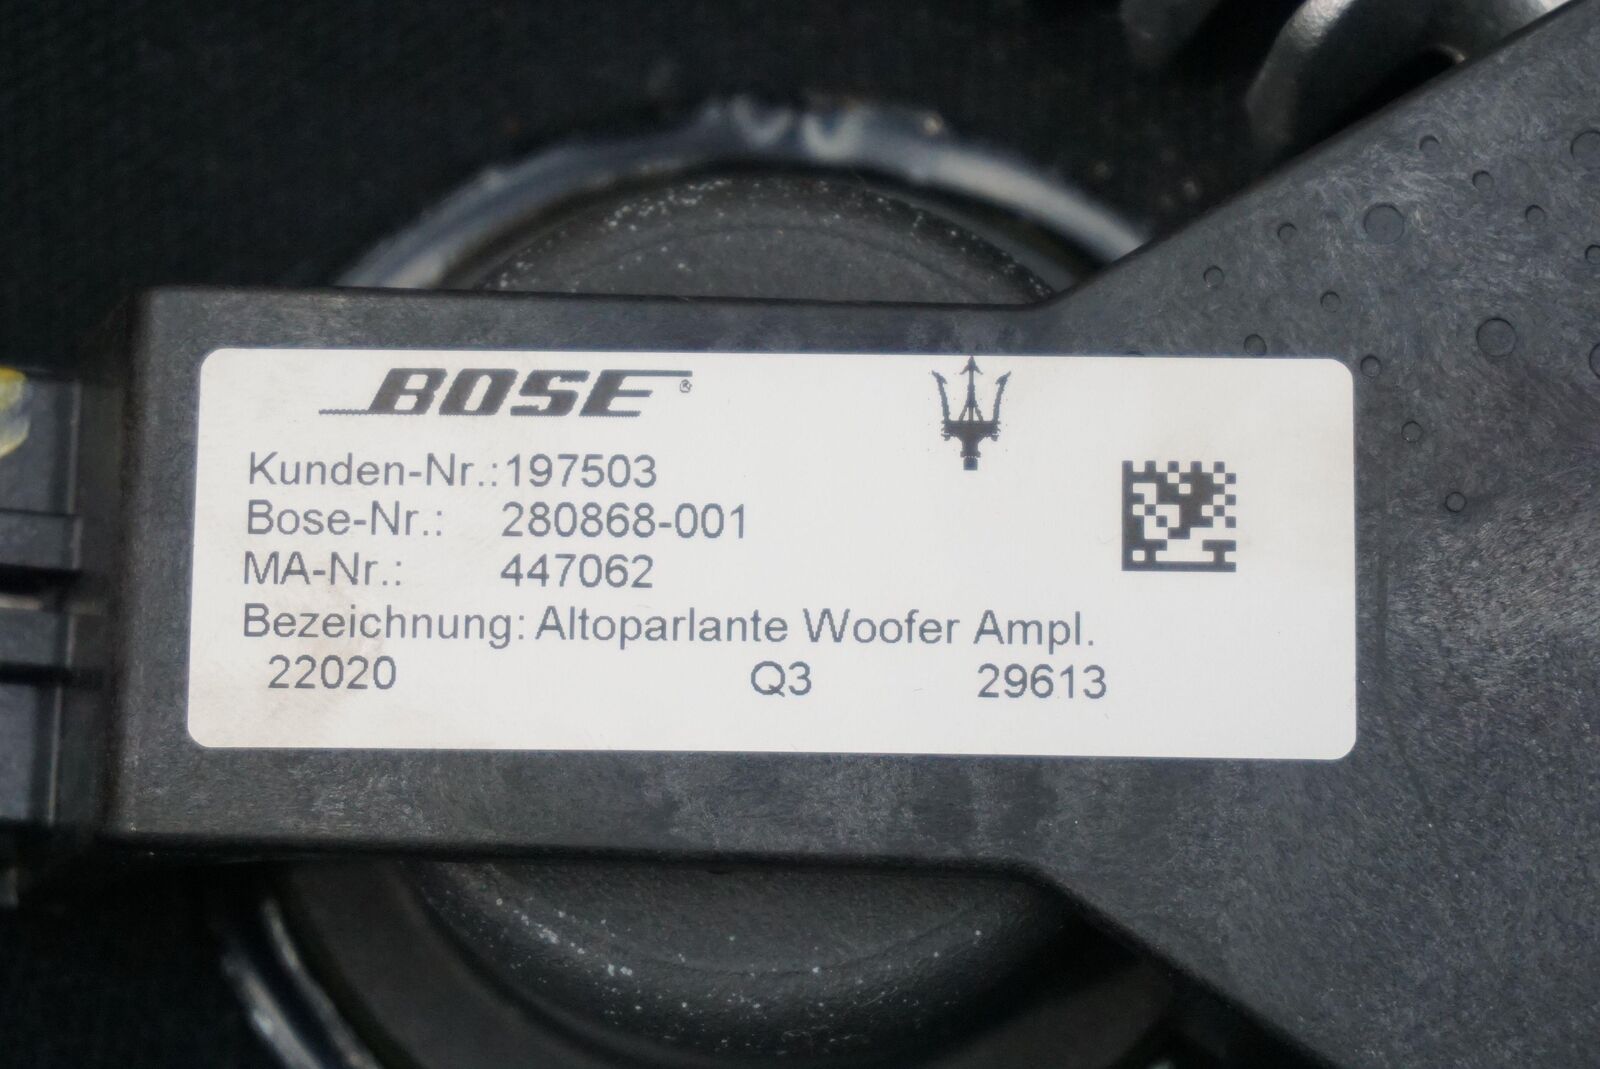 BOSE®
Kunden-Nr.: 197503
Bose-Nr.: 280868-001
MA-Nr.: 447062
Bezeichnung: Altoparlante Woofer Ampl.
22020 Q3 29613